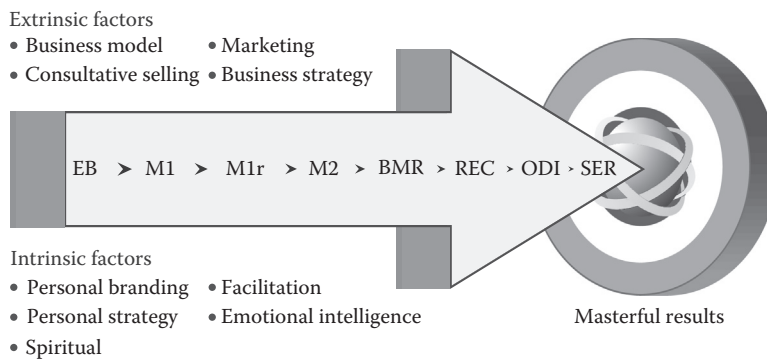 Extrinsic factors
• Business model • Marketing
• Consultative selling • Business strategy
EB ➤ M1 ➤ M1r ➤ M2 ➤ BMR ➤ REC ➤ ODI ➤ SER
Intrinsic factors
• Personal branding • Facilitation
• Personal strategy • Emotional intelligence
• Spiritual
Masterful results